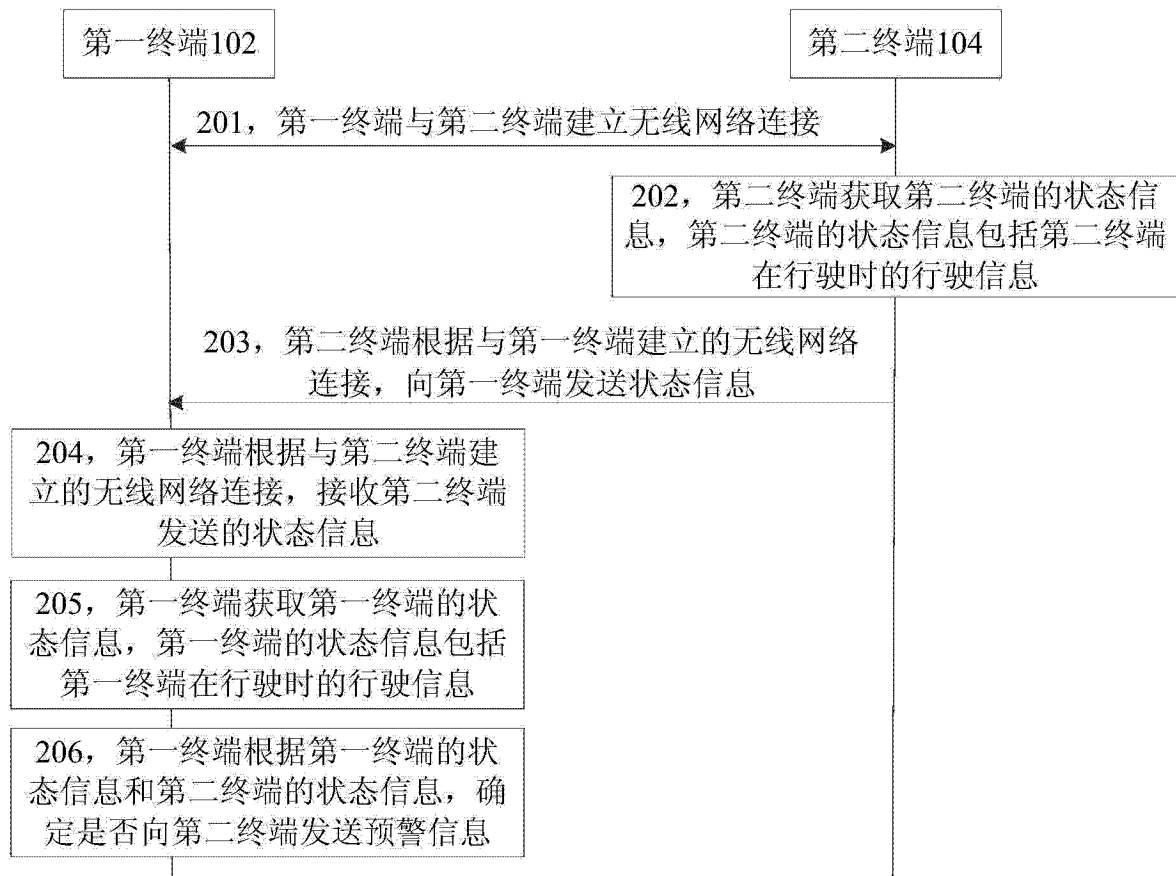 第一终端102
第二终端104
201，第一终端与第二终端建立无线网络连接
202，第二终端获取第二终端的状态信
息，第二终端的状态信息包括第二终端
在行驶时的行驶信息
203，第二终端根据与第一终端建立的无线网络
连接，向第一终端发送状态信息
204，第一终端根据与第二终端建
立的无线网络连接，接收第二终端
发送的状态信息
205，第一终端获取第一终端的状
态信息，第一终端的状态信息包括
第一终端在行驶时的行驶信息
206，第一终端根据第一终端的状
态信息和第二终端的状态信息，确
定是否向第二终端发送预警信息